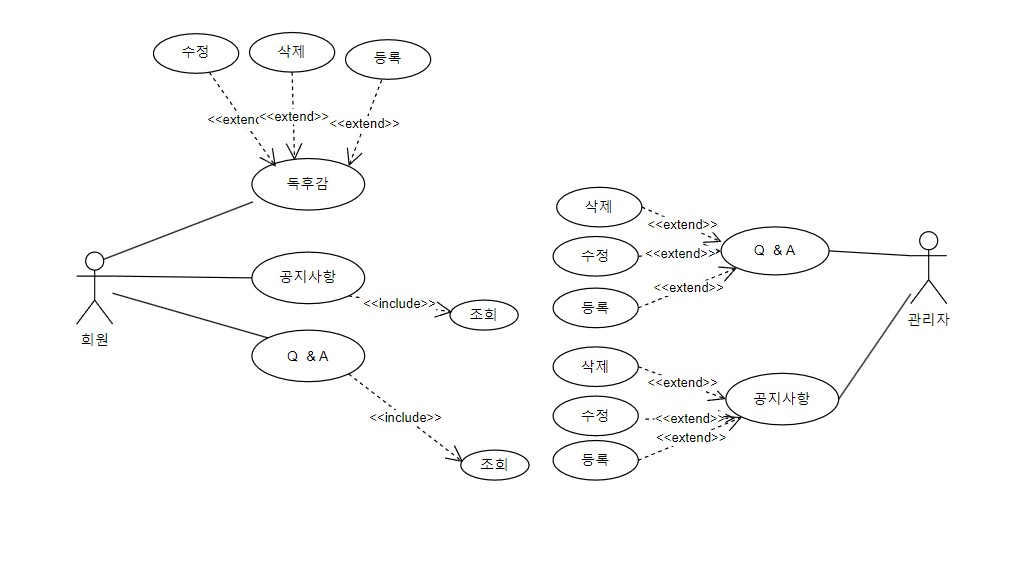 수정
삭제
등록
<<extend
<<extend>>
<<extend>>
독후감
공지사항
<<include>>
조회
회원
Q & A
<<include>>
조회
삭제
<<extend>>
수정
<<extend>>
Q & A
등록
<<extend>>
관리자
삭제
<<extend>>
공지사항
수정
<<extend>>
등록
<<extend>>